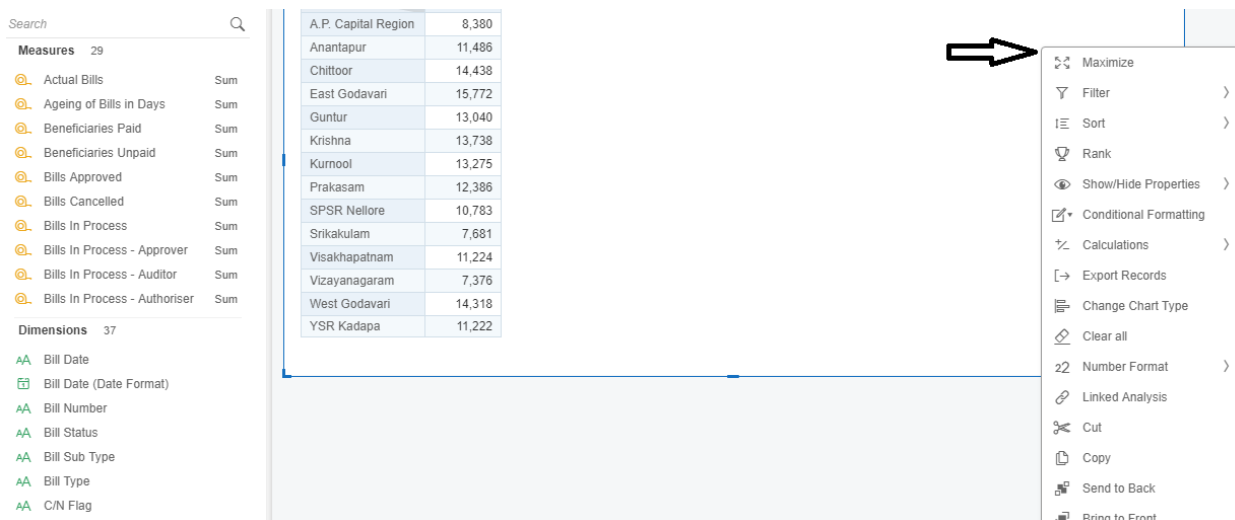 Search
Measures 29
Actual Bills Sum
Ageing of Bills in Days Sum
Beneficiaries Paid Sum
Beneficiaries Unpaid Sum
Bills Approved Sum
Bills Cancelled Sum
Bills In Process Sum
Bills In Process - Approver Sum
Bills In Process - Auditor Sum
Bills In Process - Authoriser Sum
Dimensions 37
Bill Date
Bill Date (Date Format)
Bill Number
Bill Status
Bill Sub Type
Bill Type
C/N Flag
A.P. Capital Region 8,380
Anantapur 11,486
Chittoor 14,438
East Godavari 15,772
Guntur 13,040
Krishna 13,738
Kurnool 13,275
Prakasam 12,386
SPSR Nellore 10,783
Srikakulam 7,681
Visakhapatnam 11,224
Vizayanagaram 7,376
West Godavari 14,318
YSR Kadapa 11,222
Maximize
Filter
Sort
Rank
Show/Hide Properties
Conditional Formatting
Calculations
Export Records
Change Chart Type
Clear all
Number Format
Linked Analysis
Cut
Copy
Send to Back
Bring to Front